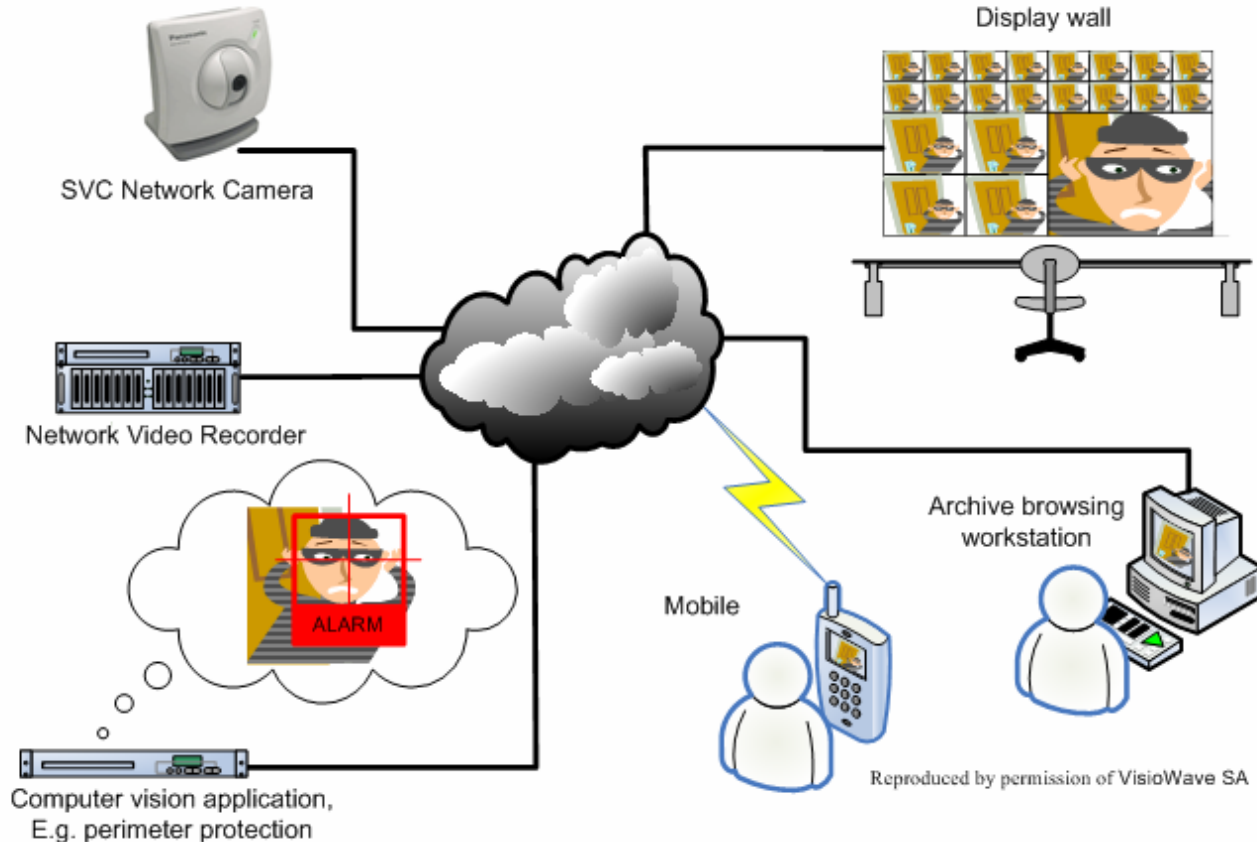 Display wall
Panasonic
SVC Network Camera
Network Video Recorder
ALARM
Archive browsing
workstation
Mobile
Reproduced by permission of VisioWave SA
Computer vision application,
E.g. perimeter protection